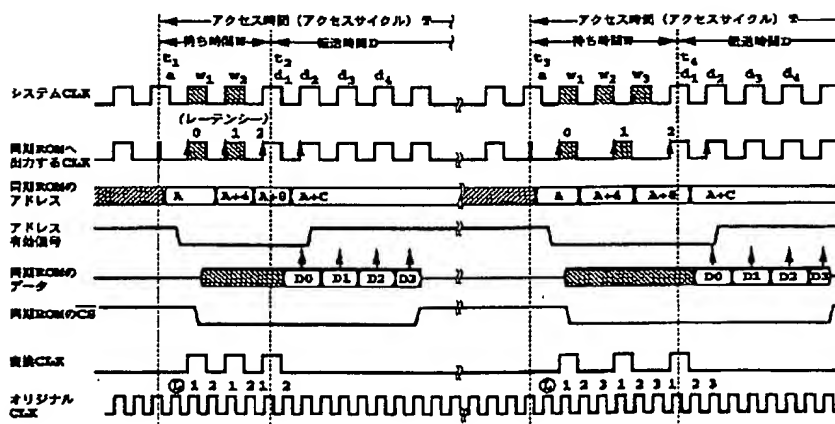 アクセス時間（アクセスサイクル）T
アクセス時間（アクセスサイクル）T
待ち時間W
転送時間D
待ち時間W
転送時間D
t1
t2
t3
t4
a w1 w2 d1 d2 d3 d4
a w1 w2 w3 d1 d2 d3 d4
システムCLK
(レーテンシー)
0 1 2
0 1 2
同期ROMへ
出力するCLK
同期ROMの
アドレス
A A+4 A+8 A+C
A A+4 A+8 A+C
アドレス
有効信号
同期ROMの
データ
D0 D1 D2 D3
D0 D1 D2 D3
同期ROMのCS
変換CLK
1 2 1 2 1 2
1 2 3 1 2 3 1 2 3
オリジナル
CLK